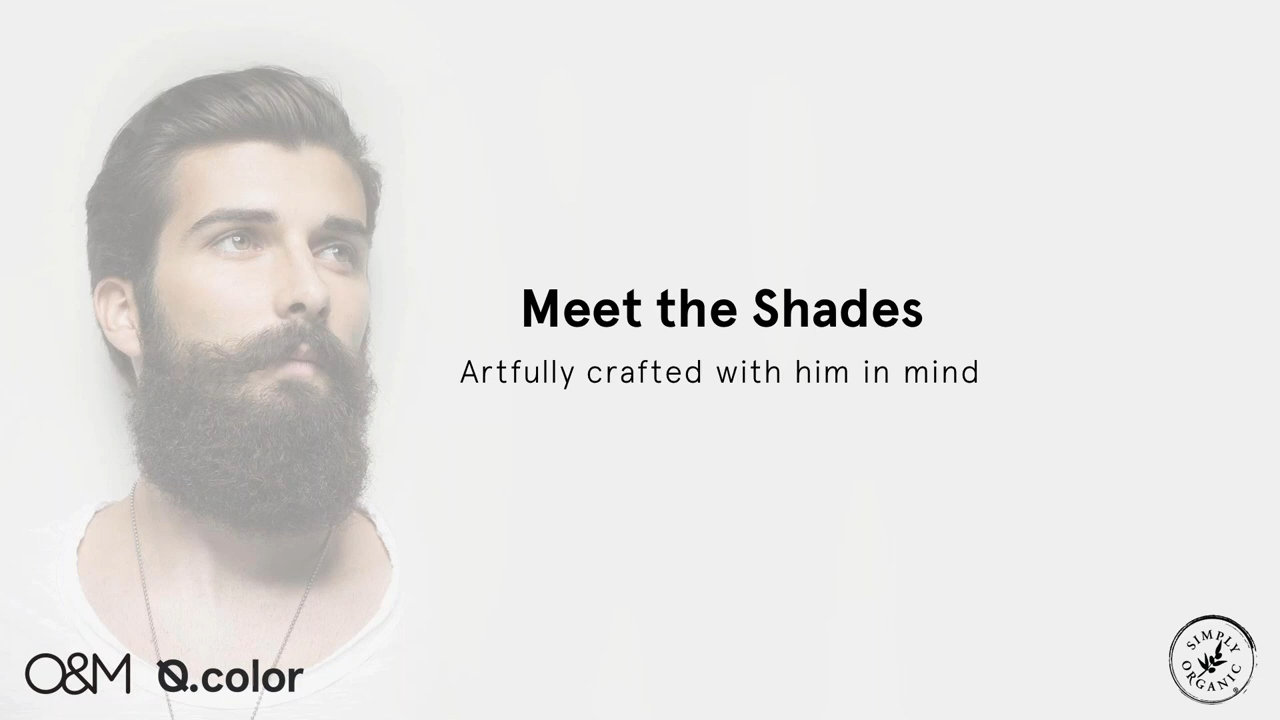 Meet the Shades
Artfully crafted with him in mind
O&M Q.color
SIMPLY
ORGANIC
®